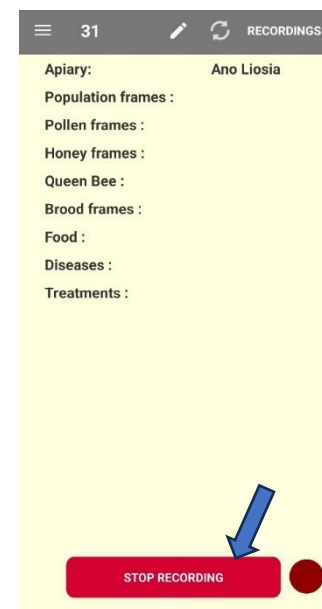 31 RECORDINGS
Apiary: Ano Liosia
Population frames :
Pollen frames :
Honey frames :
Queen Bee :
Brood frames :
Food :
Diseases :
Treatments :
STOP RECORDING